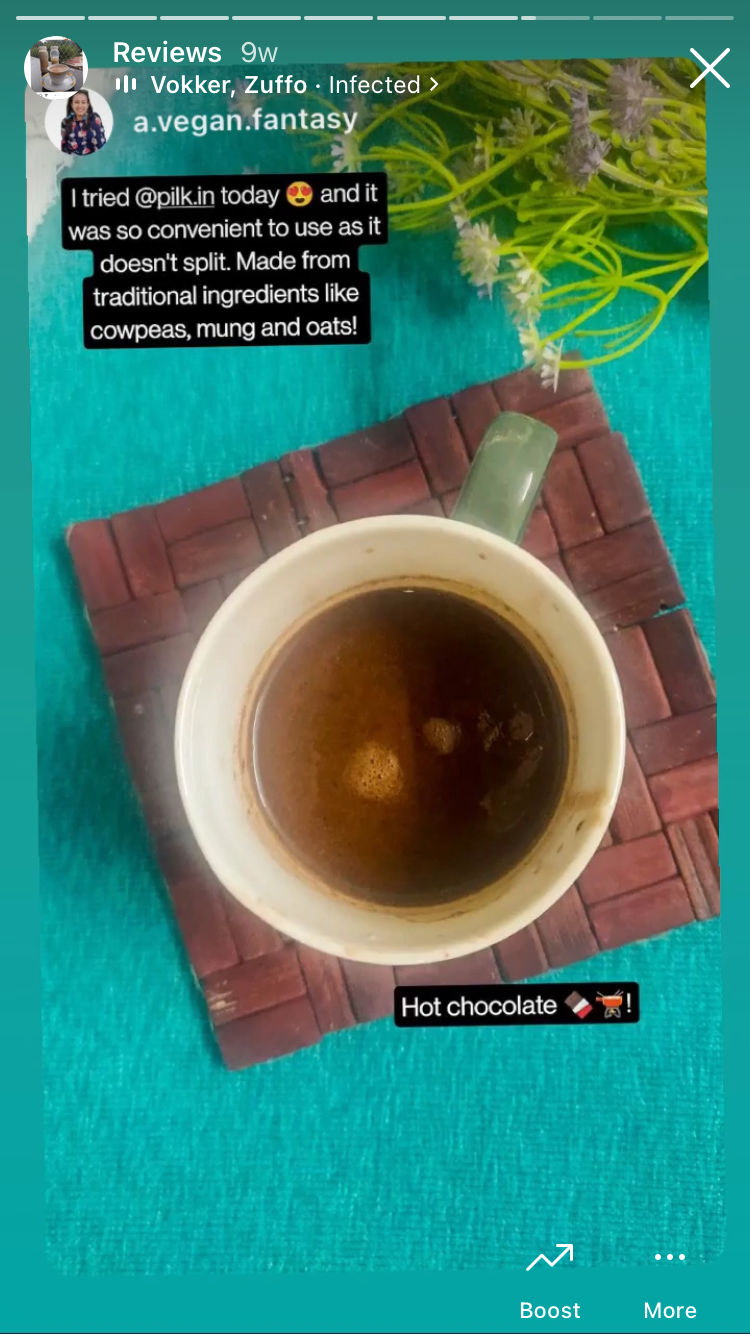 Reviews 9w
Vokker, Zuffo · Infected >
a.vegan.fantasy
I tried @pilk.in today 😍 and it
was so convenient to use as it
doesn't split. Made from
traditional ingredients like
cowpeas, mung and oats!
Hot chocolate 🍫🫕!
Boost More